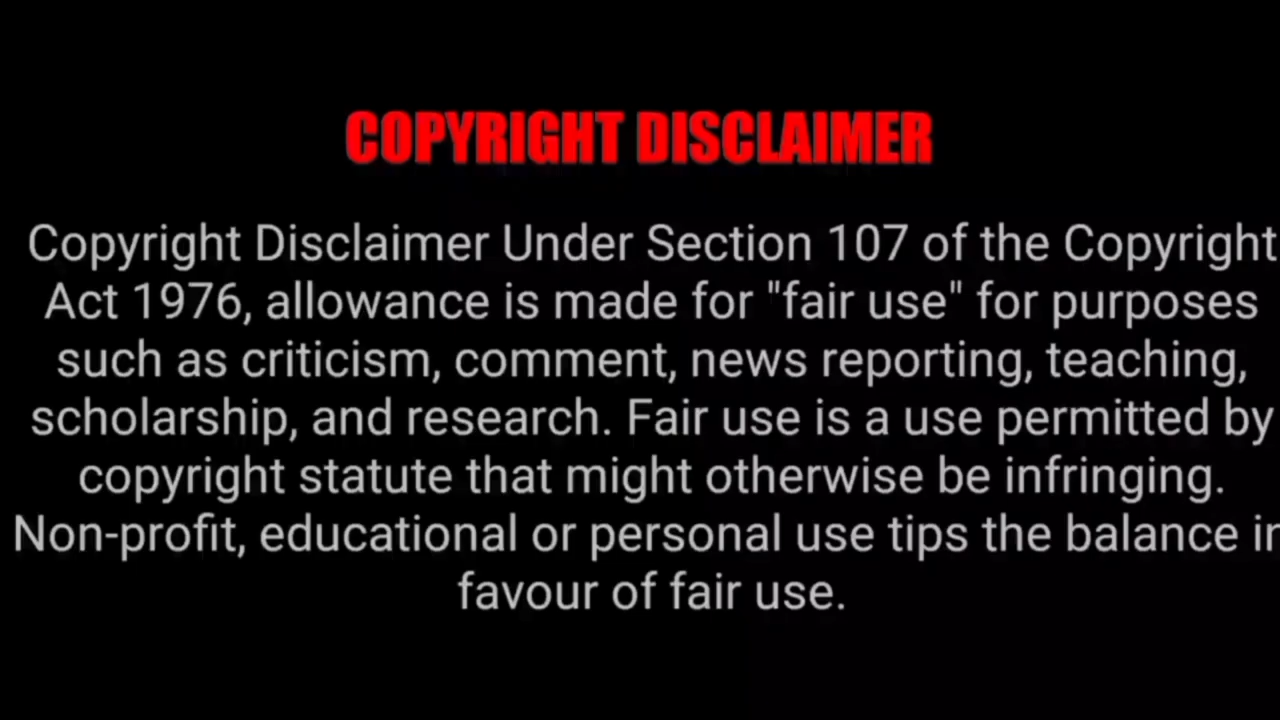 COPYRIGHT DISCLAIMER
Copyright Disclaimer Under Section 107 of the Copyright
Act 1976, allowance is made for "fair use" for purposes
such as criticism, comment, news reporting, teaching,
scholarship, and research. Fair use is a use permitted by
copyright statute that might otherwise be infringing.
Non-profit, educational or personal use tips the balance in
favour of fair use.